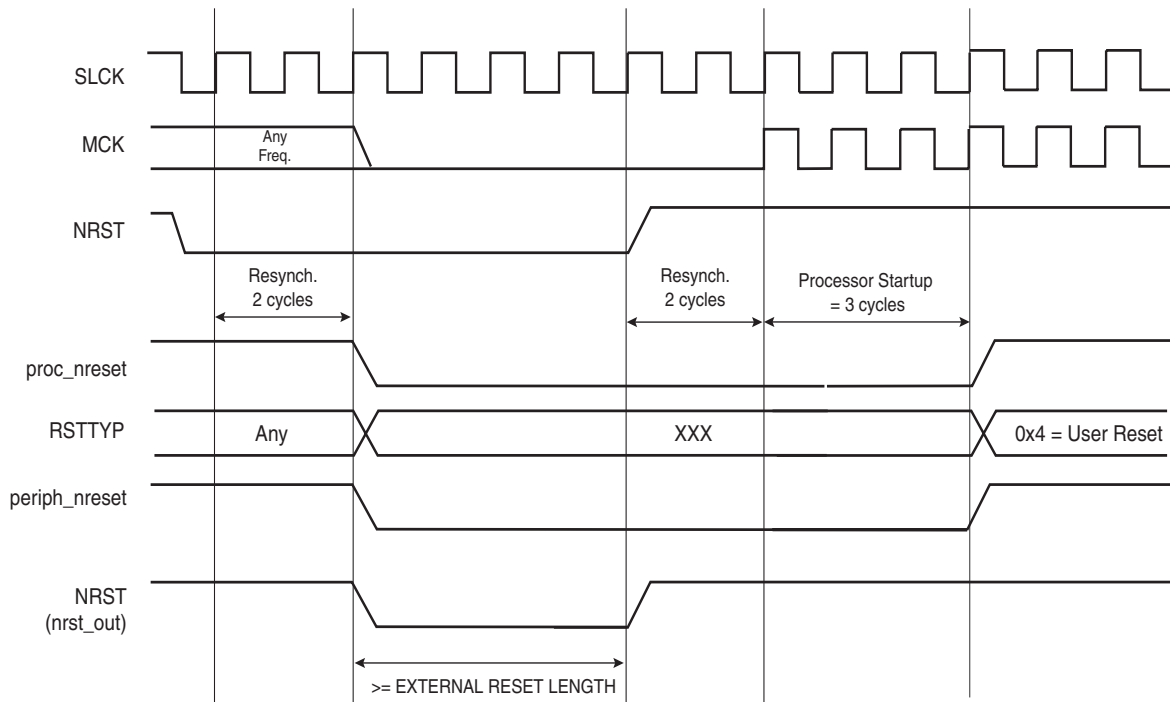 SLCK
MCK
Any
Freq.
NRST
Resynch.
2 cycles
Resynch.
2 cycles
Processor Startup
= 3 cycles
proc_nreset
RSTTYP
Any
XXX
0x4 = User Reset
periph_nreset
NRST
(nrst_out)
>= EXTERNAL RESET LENGTH